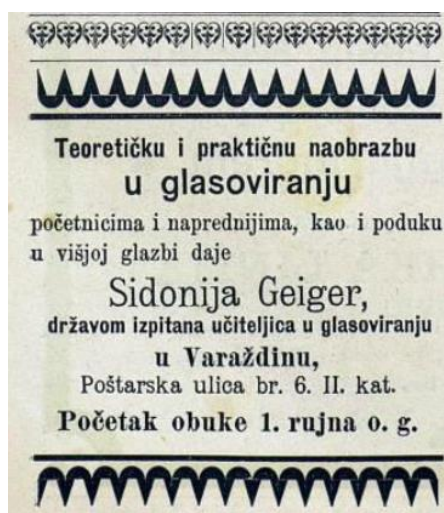 Teoretičku i praktičnu naobrazbu
u glasoviranju
početnicima i naprednijima, kao i poduku
u višjoj glazbi daje
Sidonija Geiger,
državom izpitana učiteljica u glasoviranju
u Varaždinu,
Poštarska ulica br. 6. II. kat.
Početak obuke 1. rujna o. g.